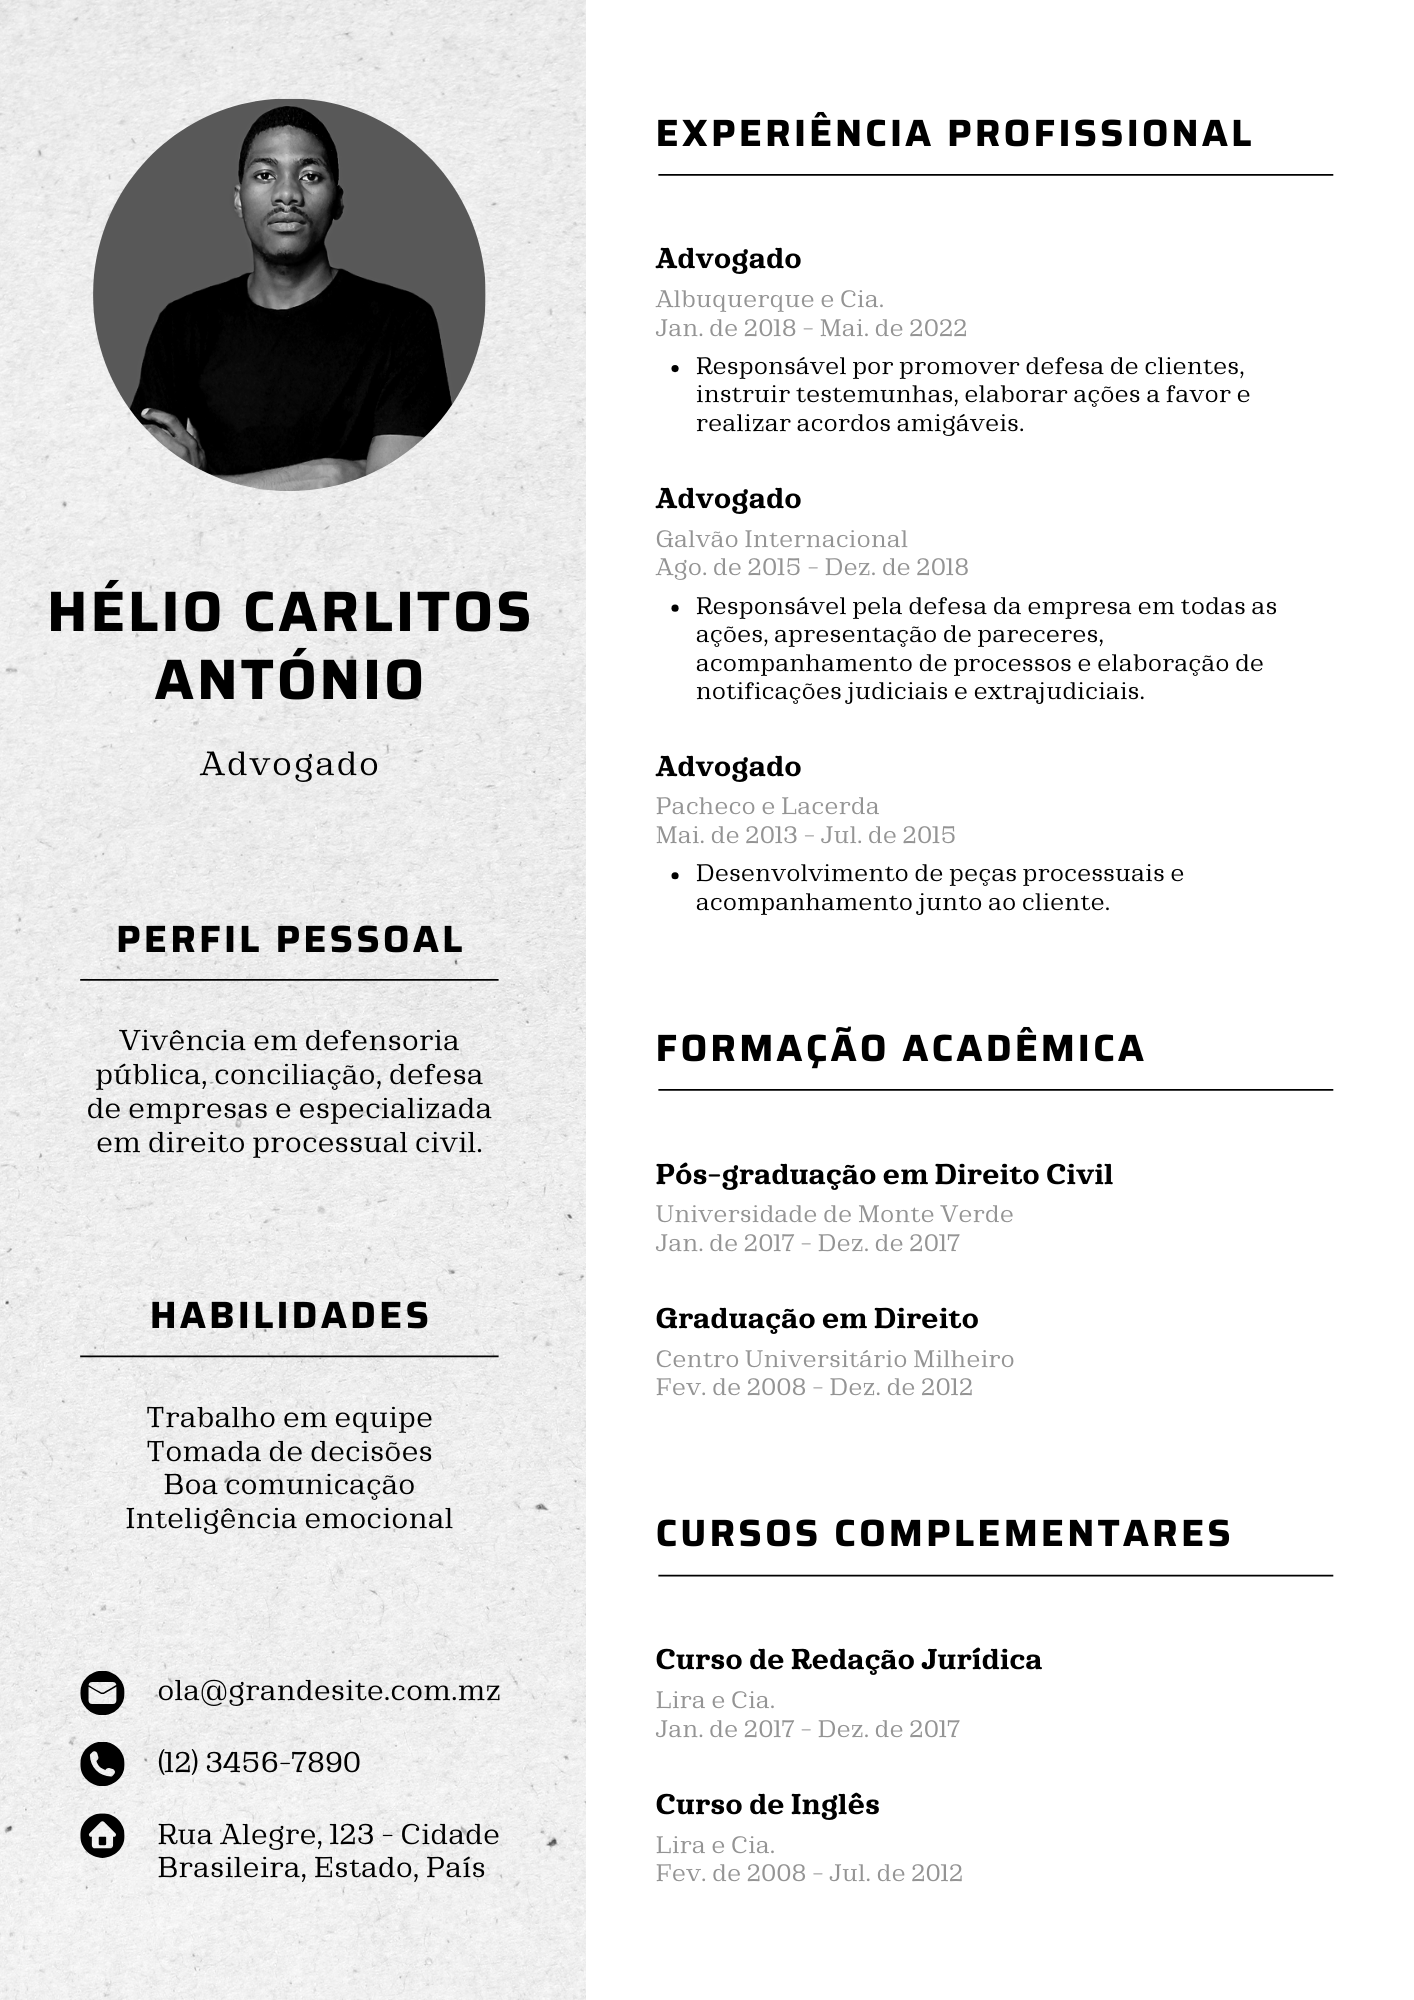 HÉLIO CARLITOS
ANTÓNIO
Advogado
PERFIL PESSOAL
Vivência em defensoria
pública, conciliação, defesa
de empresas e especializada
em direito processual civil.
HABILIDADES
Trabalho em equipe
Tomada de decisões
Boa comunicação
Inteligência emocional
ola@grandesite.com.mz
(12) 3456-7890
Rua Alegre, 123 - Cidade
Brasileira, Estado, País
EXPERIÊNCIA PROFISSIONAL
Advogado
Albuquerque e Cia.
Jan. de 2018 - Mai. de 2022
• Responsável por promover defesa de clientes,
instruir testemunhas, elaborar ações a favor e
realizar acordos amigáveis.
Advogado
Galvão Internacional
Ago. de 2015 - Dez. de 2018
• Responsável pela defesa da empresa em todas as
ações, apresentação de pareceres,
acompanhamento de processos e elaboração de
notificações judiciais e extrajudiciais.
Advogado
Pacheco e Lacerda
Mai. de 2013 - Jul. de 2015
• Desenvolvimento de peças processuais e
acompanhamento junto ao cliente.
FORMAÇÃO ACADÊMICA
Pós-graduação em Direito Civil
Universidade de Monte Verde
Jan. de 2017 - Dez. de 2017
Graduação em Direito
Centro Universitário Milheiro
Fev. de 2008 - Dez. de 2012
CURSOS COMPLEMENTARES
Curso de Redação Jurídica
Lira e Cia.
Jan. de 2017 - Dez. de 2017
Curso de Inglês
Lira e Cia.
Fev. de 2008 - Jul. de 2012